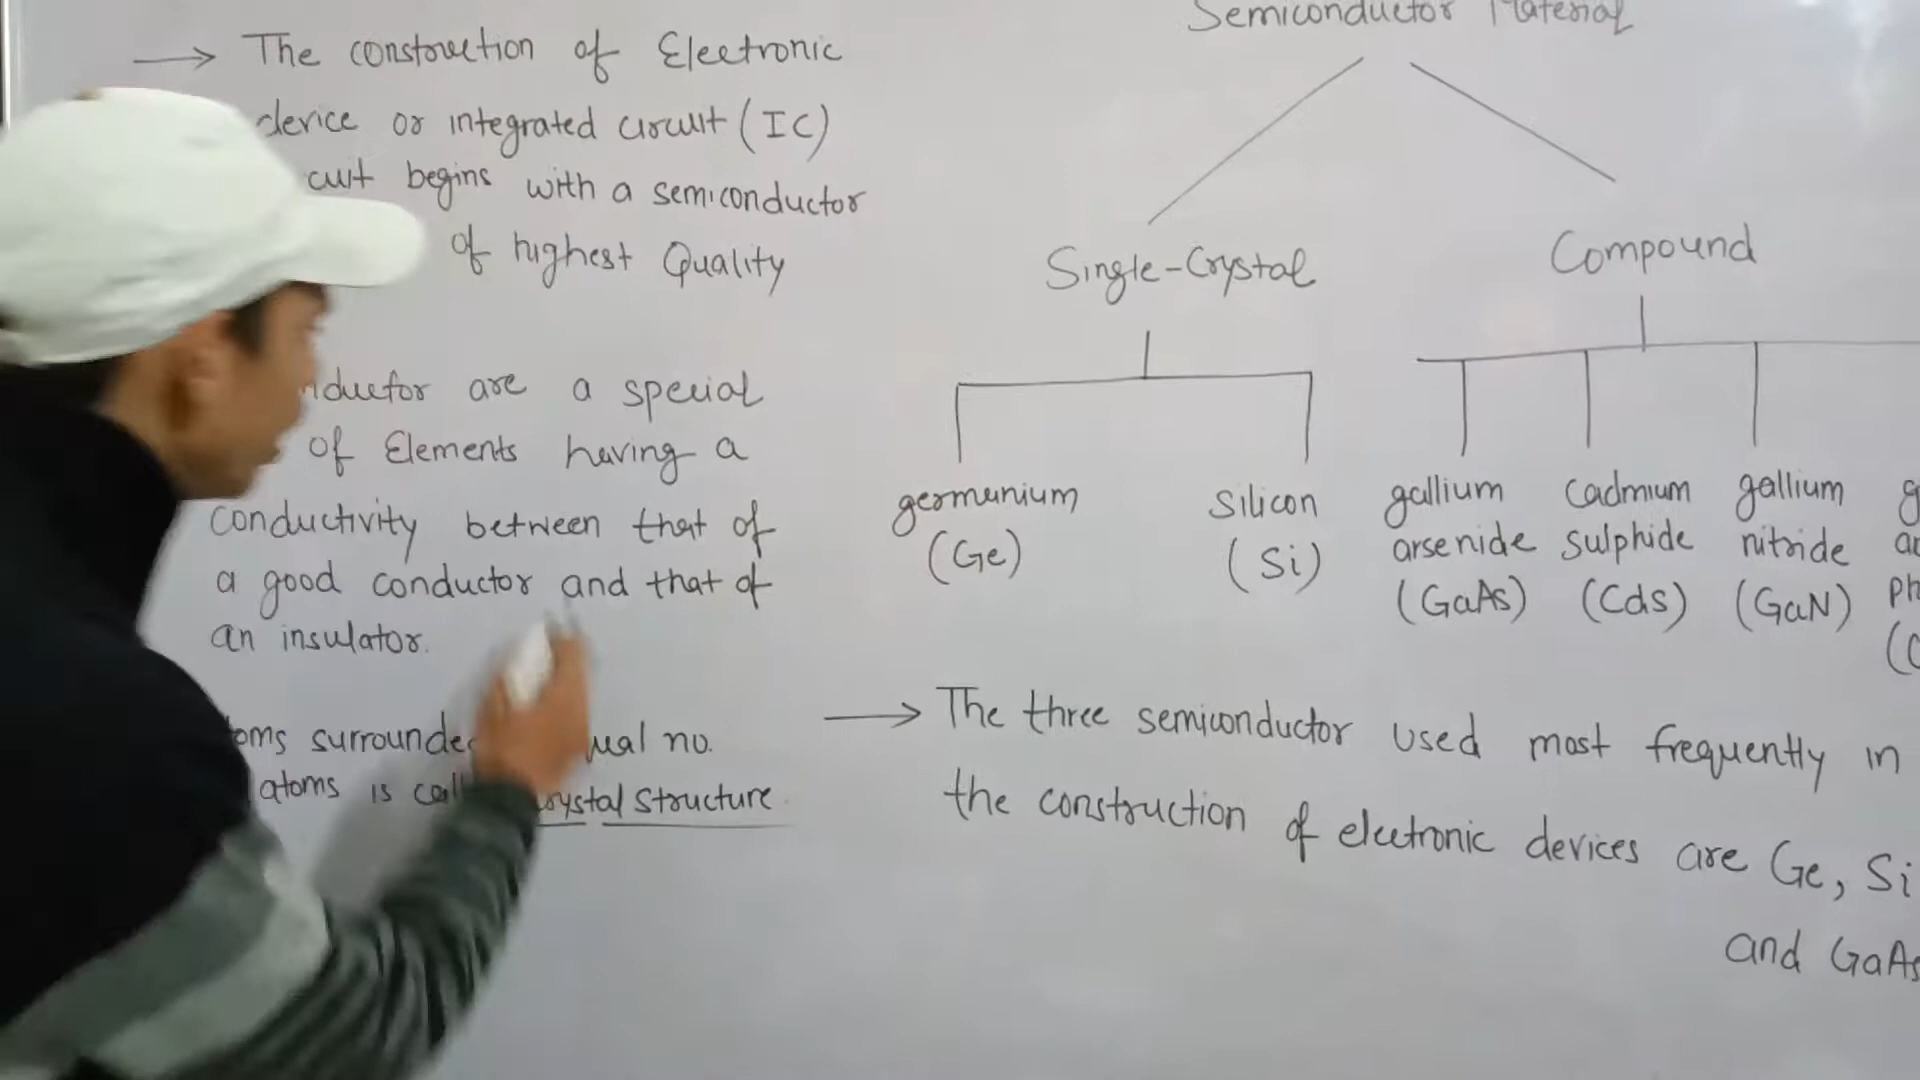 → The construction of Electronic
device or integrated circuit (IC)
begins with a semiconductor
of highest Quality
are a special
of Elements having a
conductivity between that of
a good conductor and that of
an insulator.
surrounded no.
atoms is Structure
Semiconductor Material
Single-Crystal Compound
germanium
(Ge)
Silicon
(Si)
gallium
arsenide
(GaAs)
Cadmium
sulphide
(Cds)
gallium
nitride
(GaN)
→ The three semiconductor used most frequently in
the construction of electronic devices are Ge, Si
and GaAs